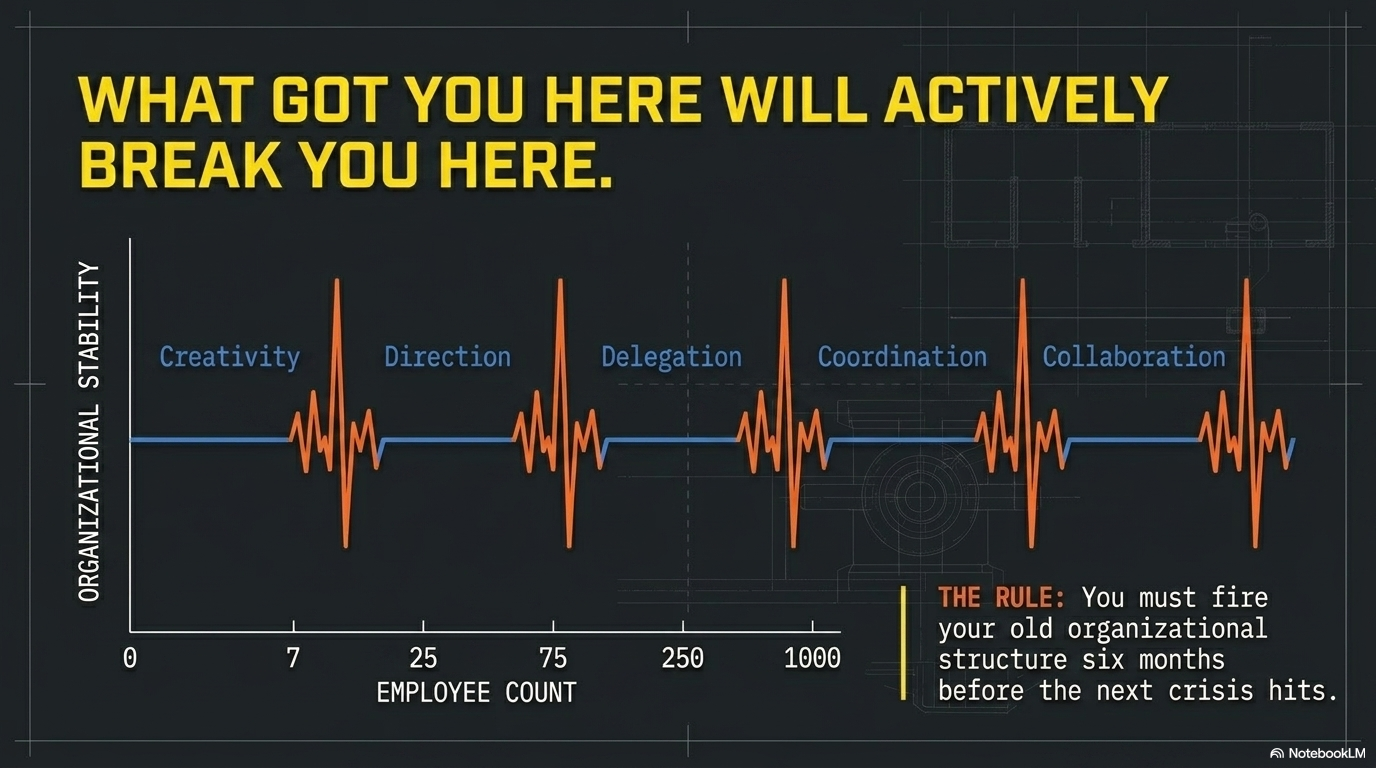 WHAT GOT YOU HERE WILL ACTIVELY
BREAK YOU HERE.
ORGANIZATIONAL STABILITY
Creativity
Direction
Delegation
Coordination
Collaboration
0
7
25
75
250
1000
EMPLOYEE COUNT
THE RULE: You must fire
your old organizational
structure six months
before the next crisis hits.
NotebookLM